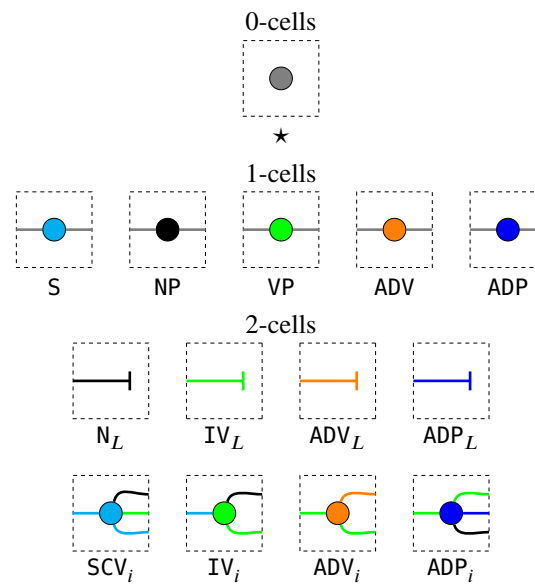 0-cells
⋆
1-cells
S NP VP ADV ADP
2-cells
N_L IV_L ADV_L ADP_L
SCV_i IV_i ADV_i ADP_i